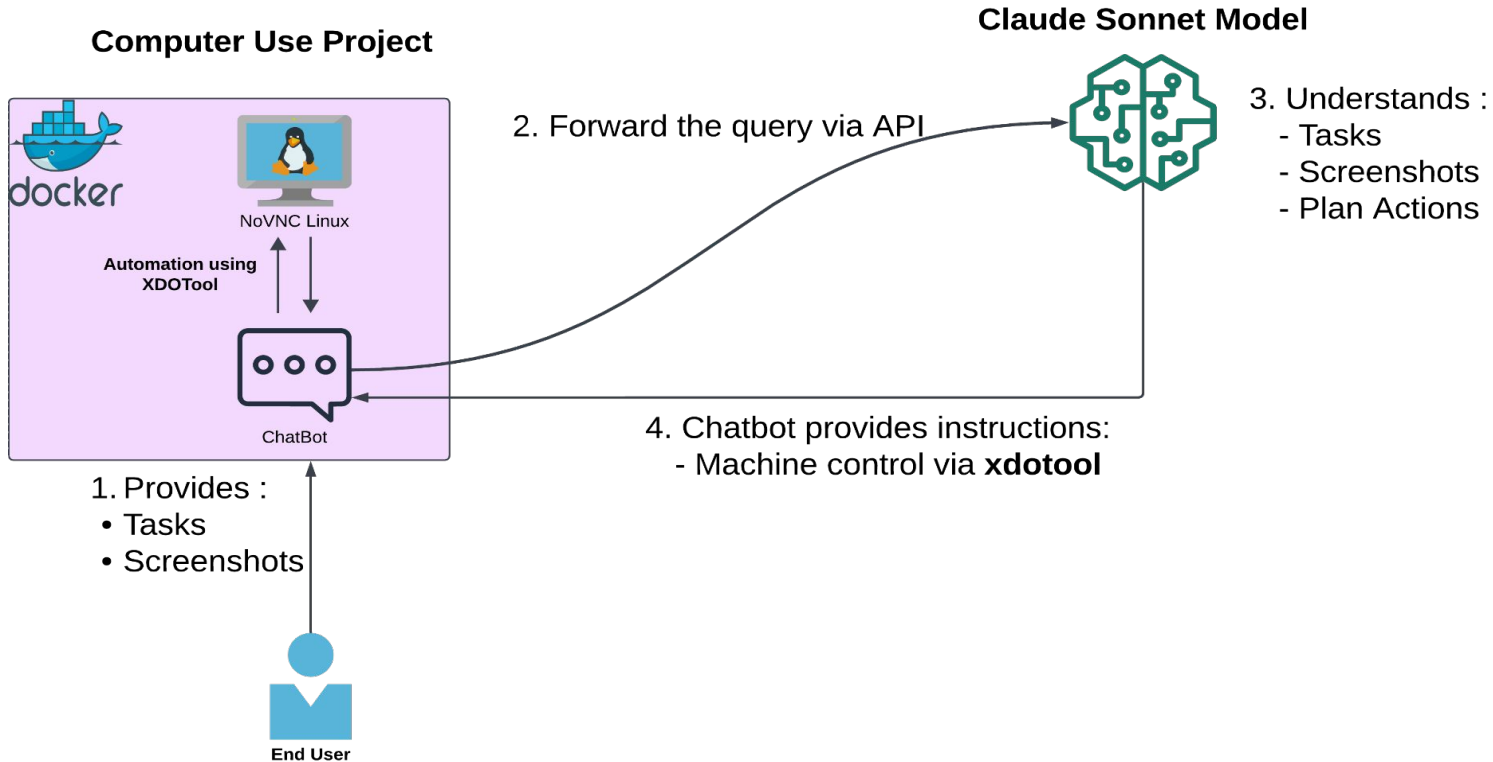 Computer Use Project
Claude Sonnet Model
docker
NoVNC Linux
Automation using
XDOTool
ChatBot
1. Provides :
• Tasks
• Screenshots
End User
2. Forward the query via API
3. Understands :
- Tasks
- Screenshots
- Plan Actions
4. Chatbot provides instructions:
- Machine control via xdotool